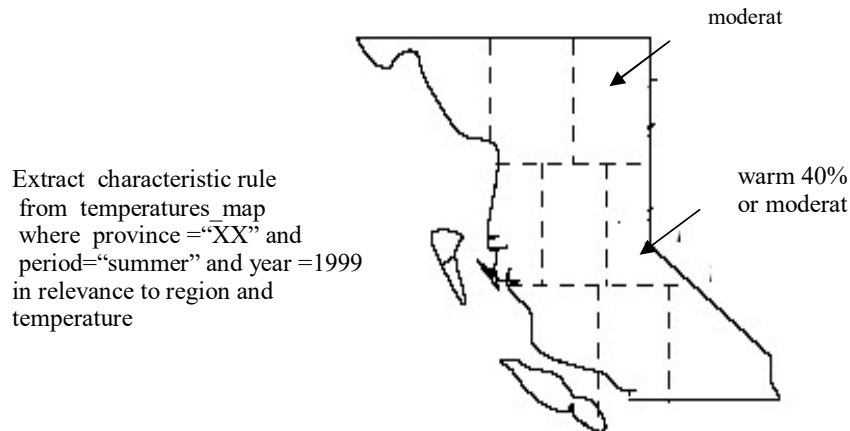 moderat
Extract characteristic rule
from temperatures_map
where province =“XX” and
period=“summer” and year =1999
in relevance to region and
temperature
warm 40%
or moderat